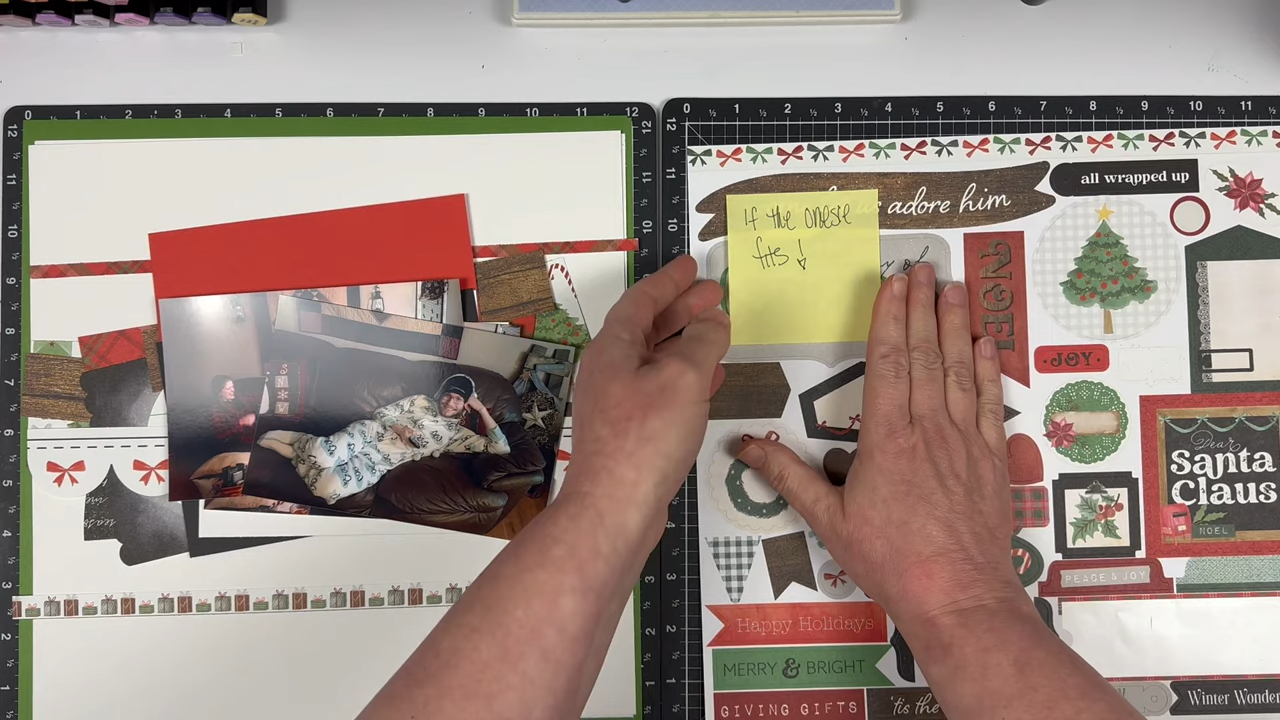 all wrapped up
adore him
If the onesie
fits ↓
NOEL
JOY
Dear
Santa
Claus
NOEL
PEACE & JOY
Happy Holidays
MERRY & BRIGHT
GIVING GIFTS
'tis the
Winter Wonder